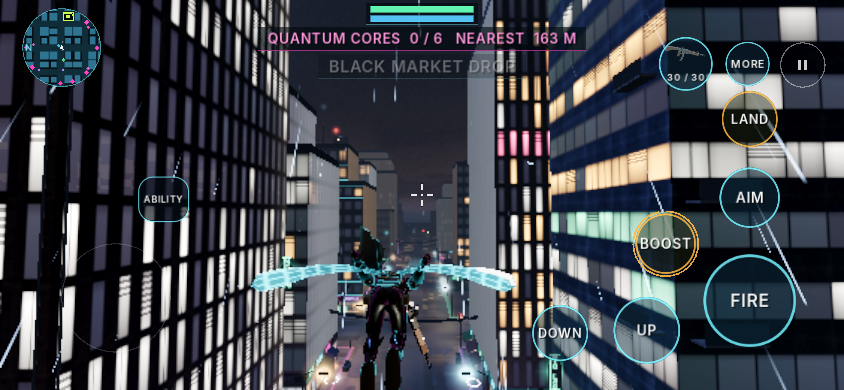 QUANTUM CORES 0/6 NEAREST 163 M
BLACK MARKET DROP
30 / 30
MORE
LAND
ABILITY
AIM
BOOST
FIRE
DOWN
UP